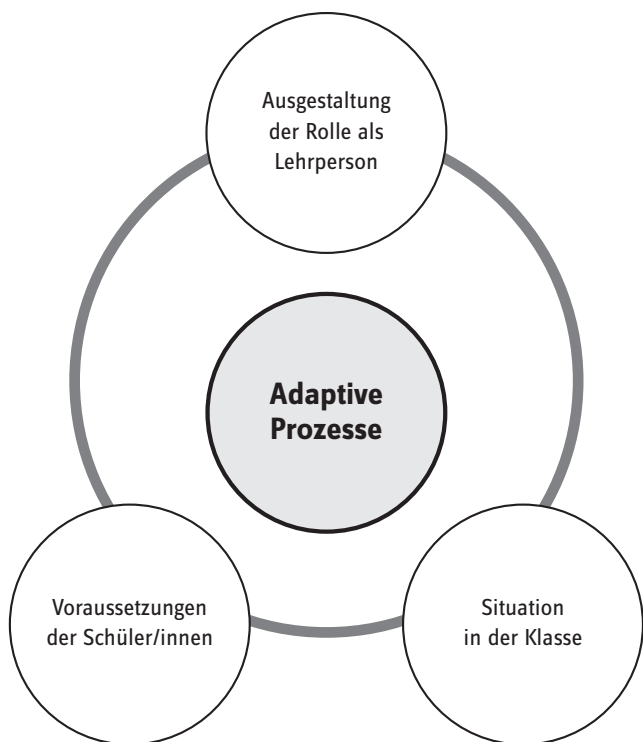 Ausgestaltung
der Rolle als
Lehrperson
Adaptive
Prozesse
Voraussetzungen
der Schüler/innen
Situation
in der Klasse